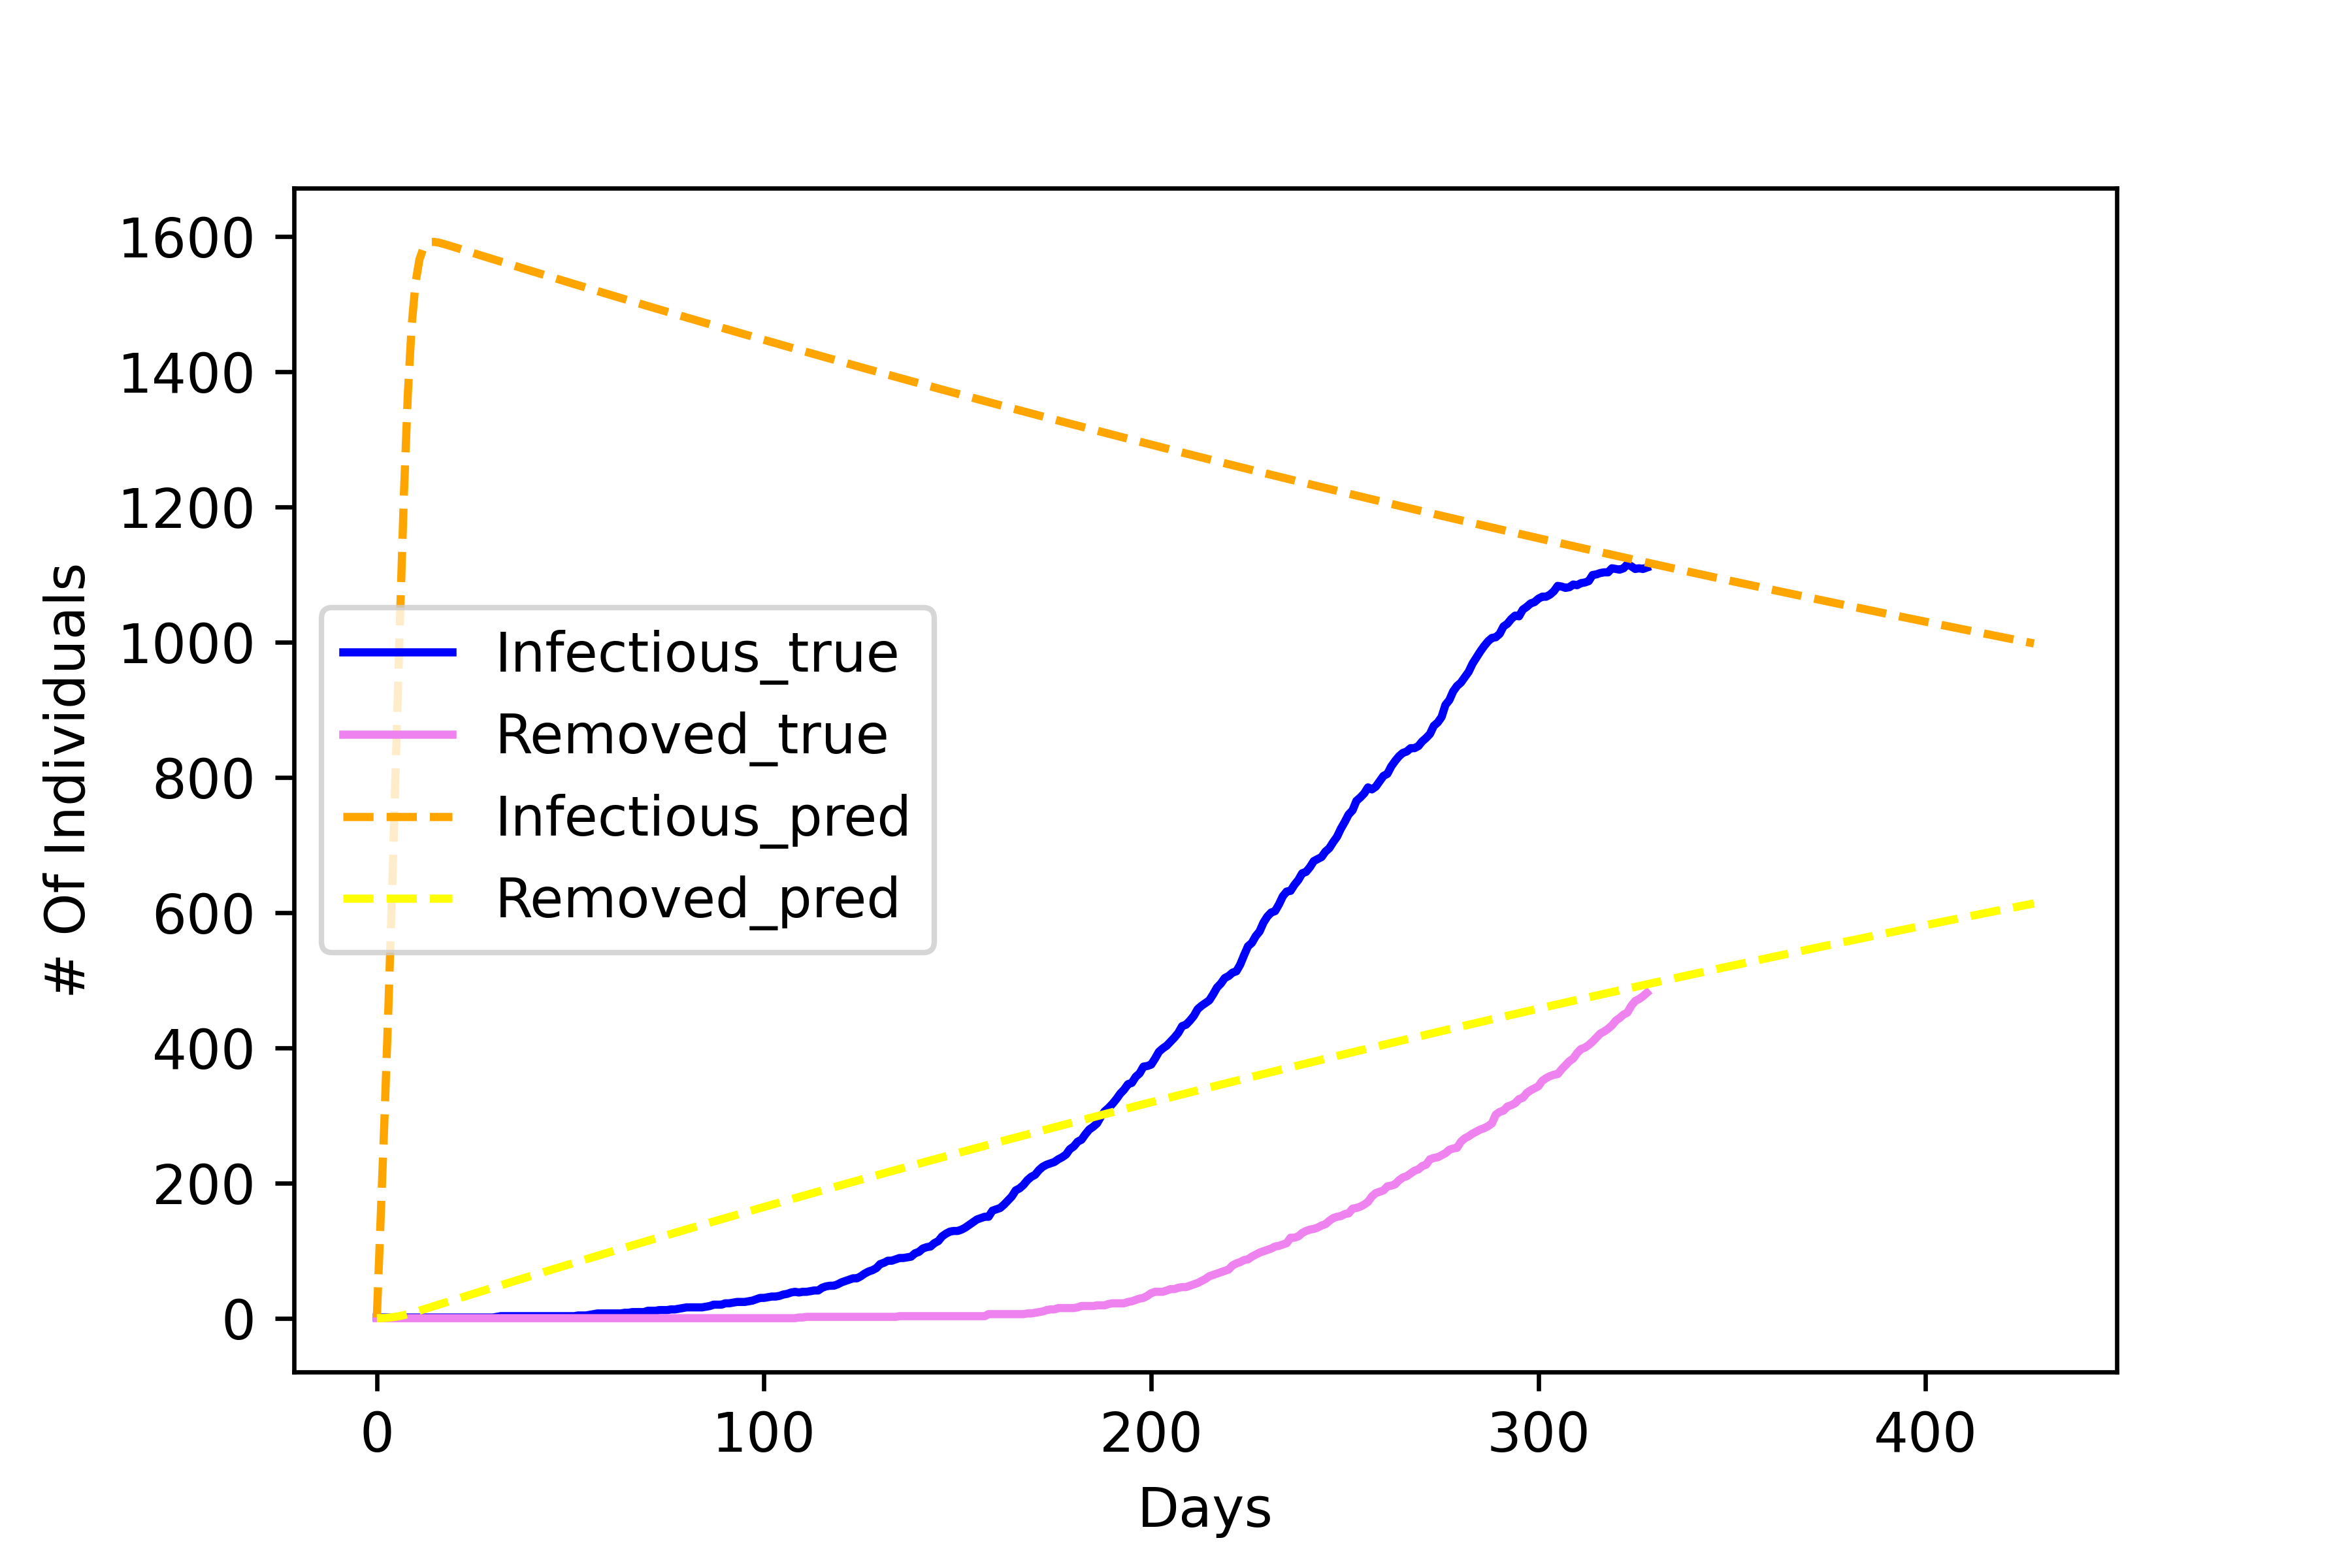 1600
1400
1200
1000
800
600
400
200
0
# Of Individuals
Infectious_true
Removed_true
Infectious_pred
Removed_pred
0 100 200 300 400
Days